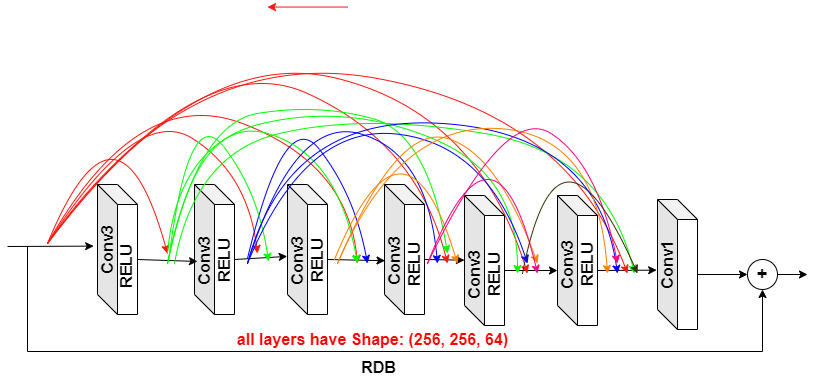 Conv3
RELU
Conv3
RELU
Conv3
RELU
Conv3
RELU
Conv3
RELU
Conv3
RELU
Conv1
+
all layers have Shape: (256, 256, 64)
RDB